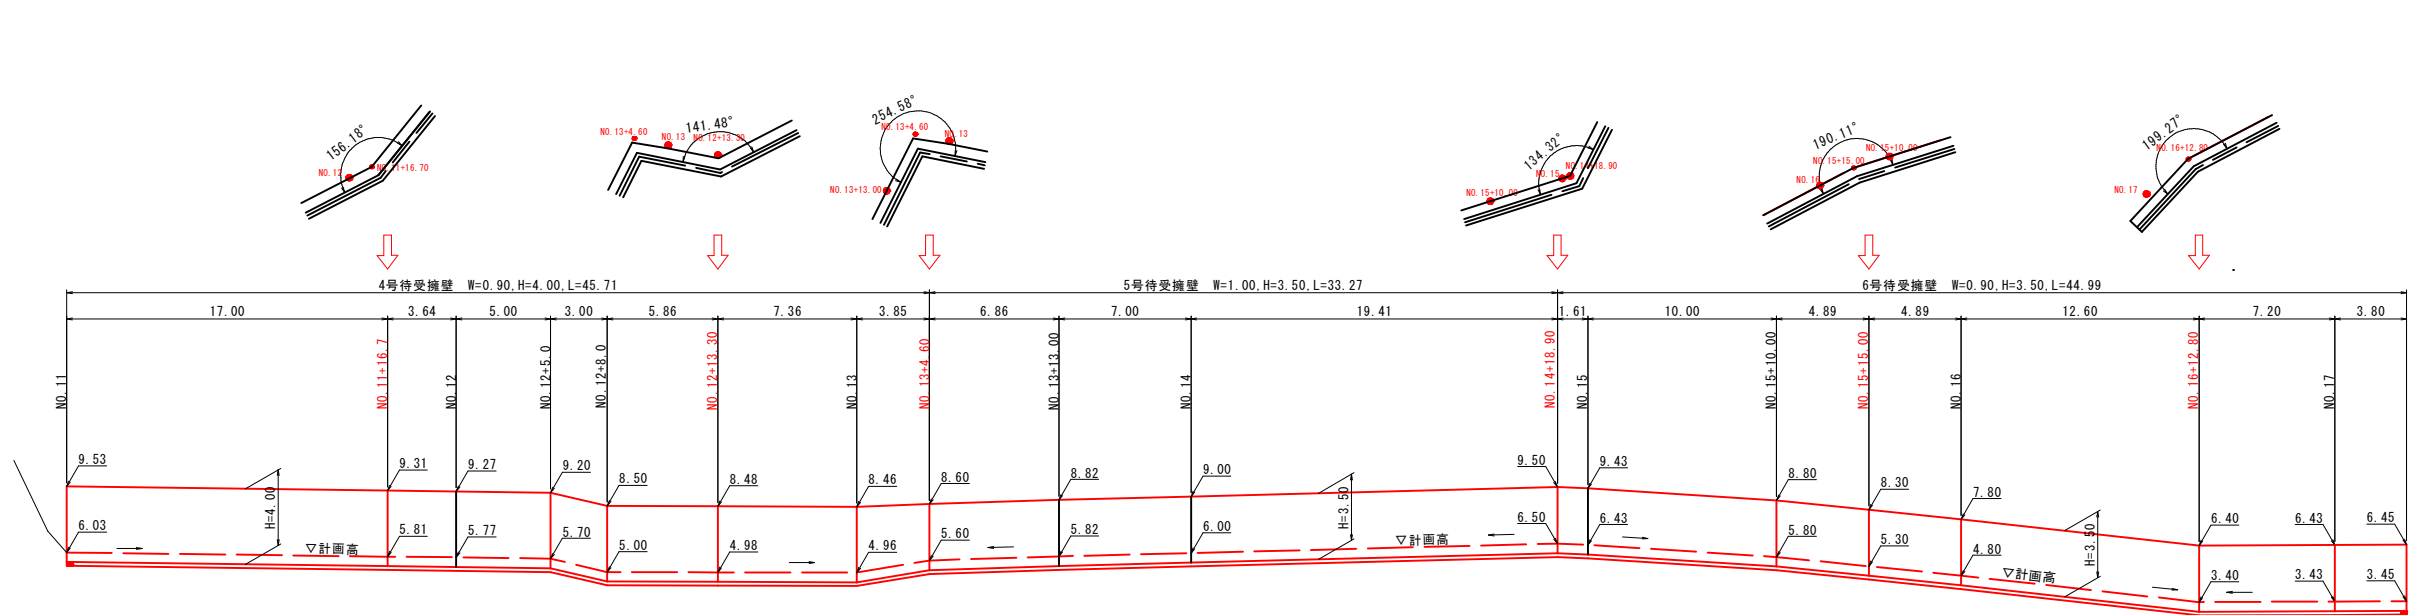 156.18°
NO.12
NO.11+16.70
NO.13+4.60
NO.13
141.48°
NO.12+13.30
254.58°
NO.13+4.60
NO.13
NO.13+13.00
134.32°
NO.15
NO.14+18.90
NO.15+10.00
190.11°
NO.15+10.00
NO.15+15.00
NO.16
199.27°
NO.16+12.80
NO.17
4号待受擁壁 W=0.90,H=4.00,L=45.71
5号待受擁壁 W=1.00,H=3.50,L=33.27
6号待受擁壁 W=0.90,H=3.50,L=44.99
17.00 3.64 5.00 3.00 5.86 7.36 3.85 6.86 7.00 19.41 1.61 10.00 4.89 4.89 12.60 7.20 3.80
NO.11
NO.11+16.7
NO.12
NO.12+5.0
NO.12+8.0
NO.12+13.30
NO.13
NO.13+4.60
NO.13+13.00
NO.14
NO.14+18.90
NO.15
NO.15+10.00
NO.15+15.00
NO.16
NO.16+12.80
NO.17
9.53 9.31 9.27 9.20 8.50 8.48 8.46 8.60 8.82 9.00 9.50 9.43 8.80 8.30 7.80 6.40 6.43 6.45
H=4.00
H=3.50
H=3.50
6.03 5.81 5.77 5.70 5.00 4.98 4.96 5.60 5.82 6.00 6.50 6.43 5.80 5.30 4.80 3.40 3.43 3.45
▽計画高
▽計画高
▽計画高